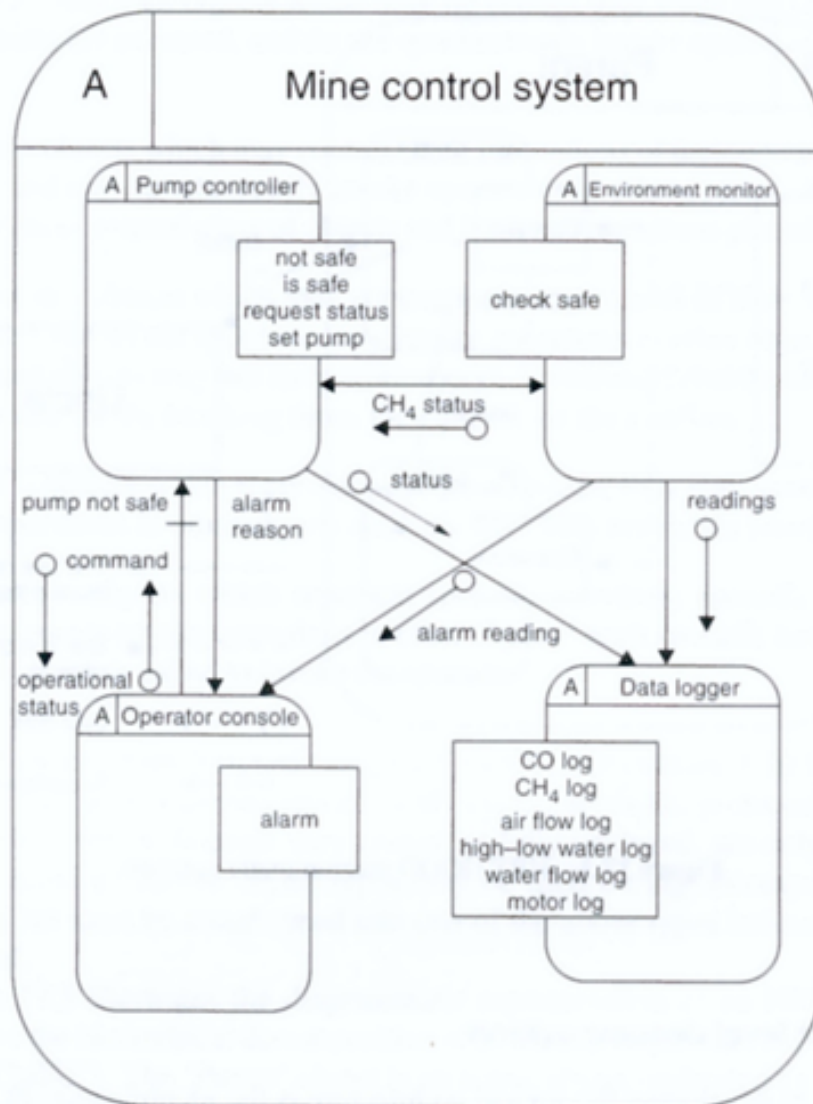 A Mine control system
A Pump controller
A Environment monitor
not safe
is safe
request status
set pump
check safe
CH₄ status
status
pump not safe
alarm
reason
readings
command
alarm reading
operational
status
A Operator console
A Data logger
alarm
CO log
CH₄ log
air flow log
high–low water log
water flow log
motor log